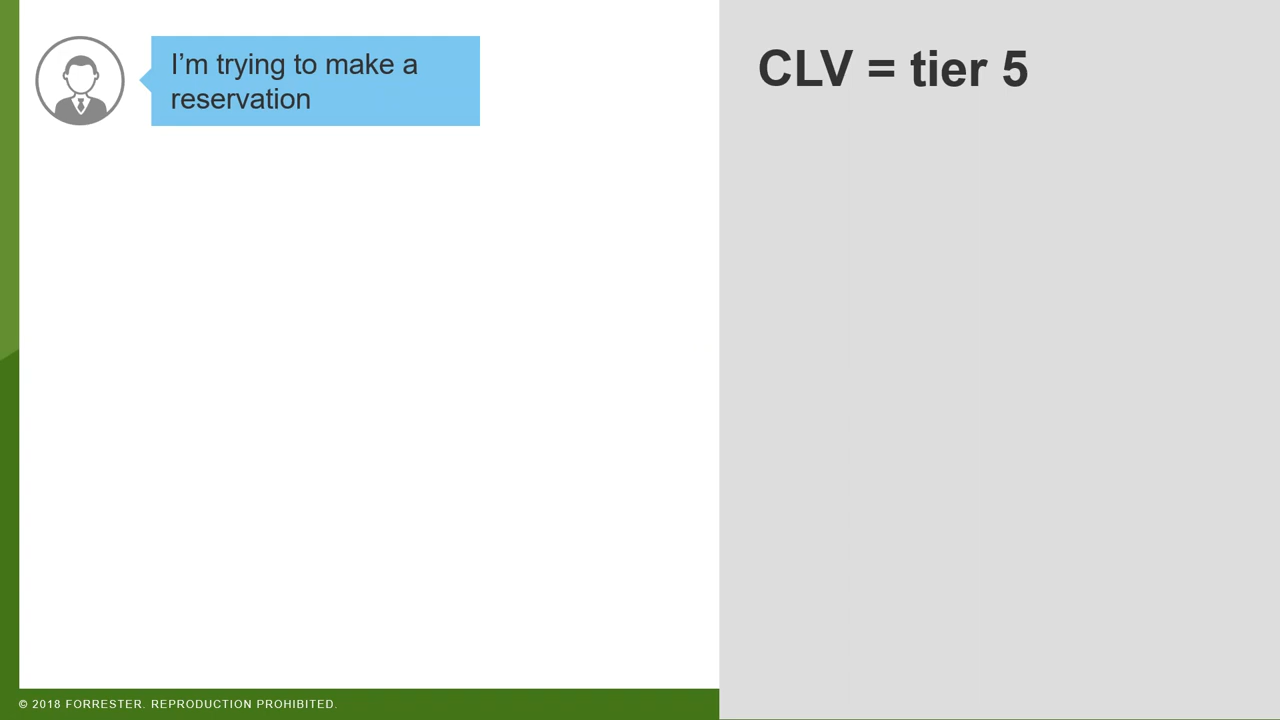 I’m trying to make a
reservation
CLV = tier 5
© 2018 FORRESTER. REPRODUCTION PROHIBITED.